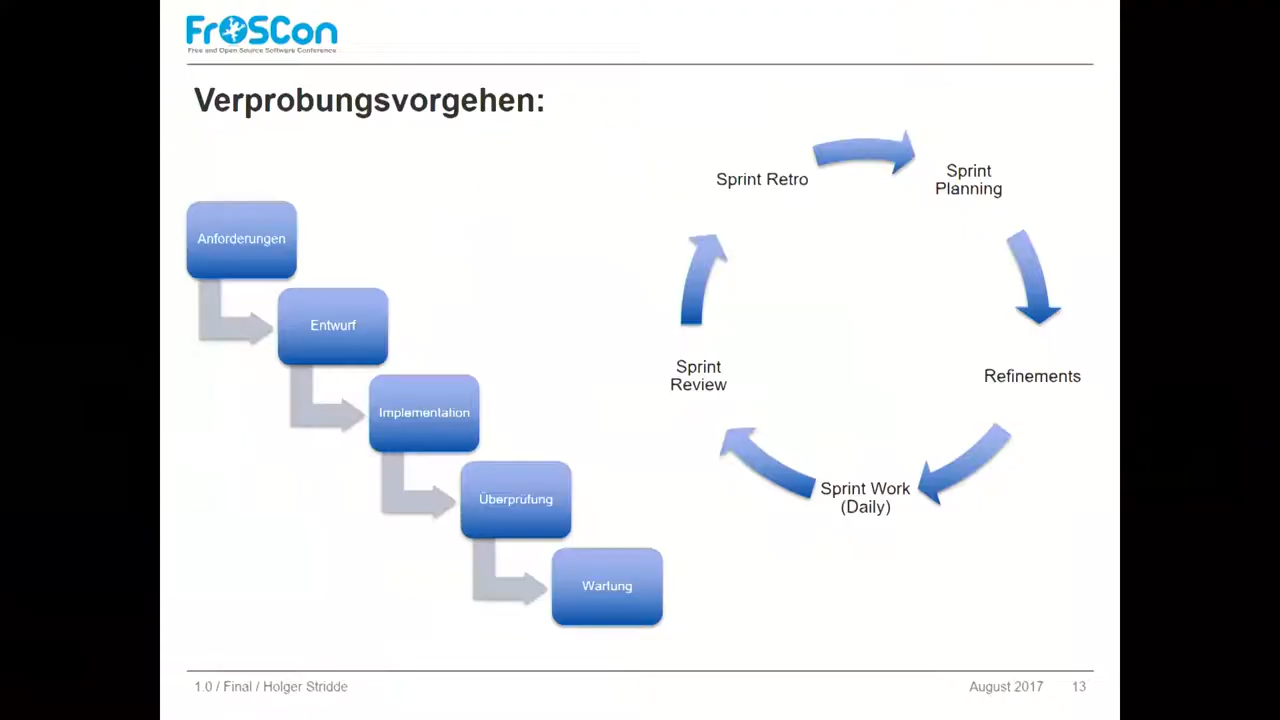 FrOSCon
Free and Open Source Software Conference
Verprobungsvorgehen:
Anforderungen
Entwurf
Implementation
Überprüfung
Wartung
Sprint Retro
Sprint
Planning
Refinements
Sprint Work
(Daily)
Sprint
Review
1.0 / Final / Holger Stridde
August 2017
13